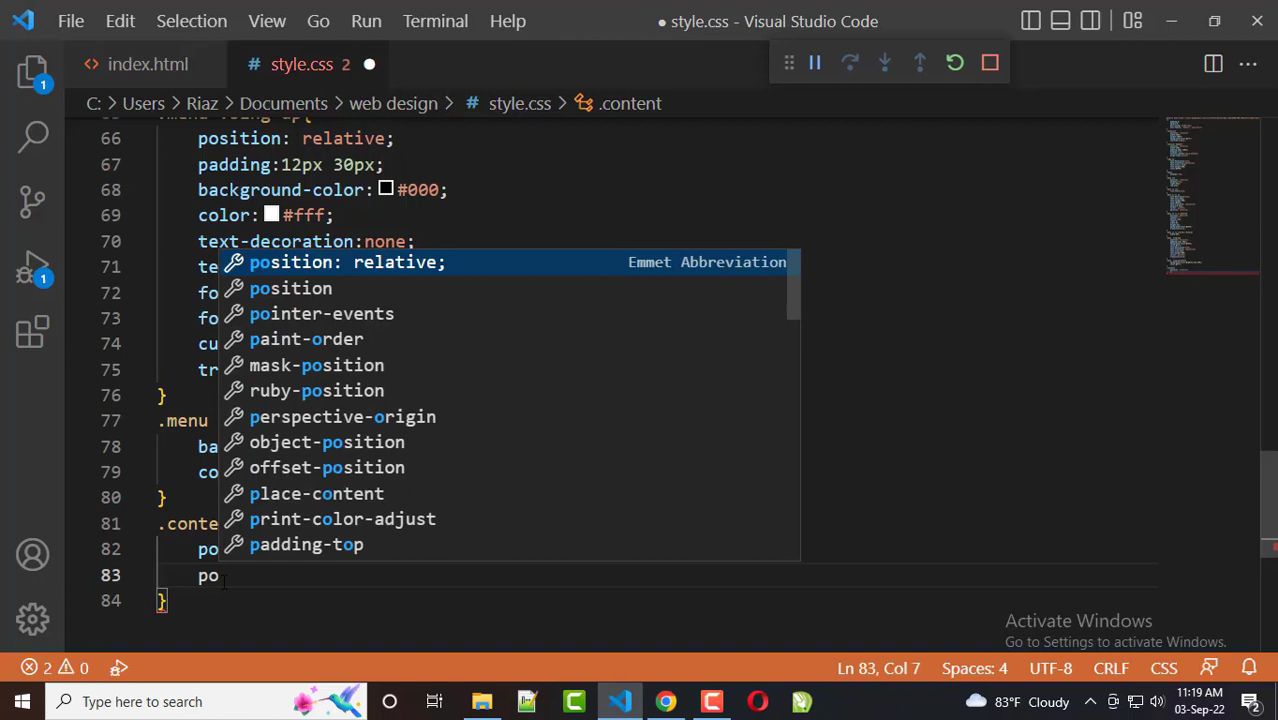 File Edit Selection View Go Run Terminal Help ● style.css - Visual Studio Code
<> index.html # style.css 2 ●
C: > Users > Riaz > Documents > web design > # style.css > .content
66 position: relative;
67 padding:12px 30px;
68 background-color: #000;
69 color: #fff;
70 text-decoration:none;
71 te
72 fo
73 fo
74 cu
75 tr
76 }
77 .menu
78 ba
79 co
80 }
81 .conte
82 po
83 po
84 }
position: relative; Emmet Abbreviation
position
pointer-events
paint-order
mask-position
ruby-position
perspective-origin
object-position
offset-position
place-content
print-color-adjust
padding-top
1
1
Activate Windows
Go to Settings to activate Windows.
2 0 Ln 83, Col 7 Spaces: 4 UTF-8 CRLF CSS
Type here to search 83°F Cloudy 11:19 AM
03-Sep-22 2